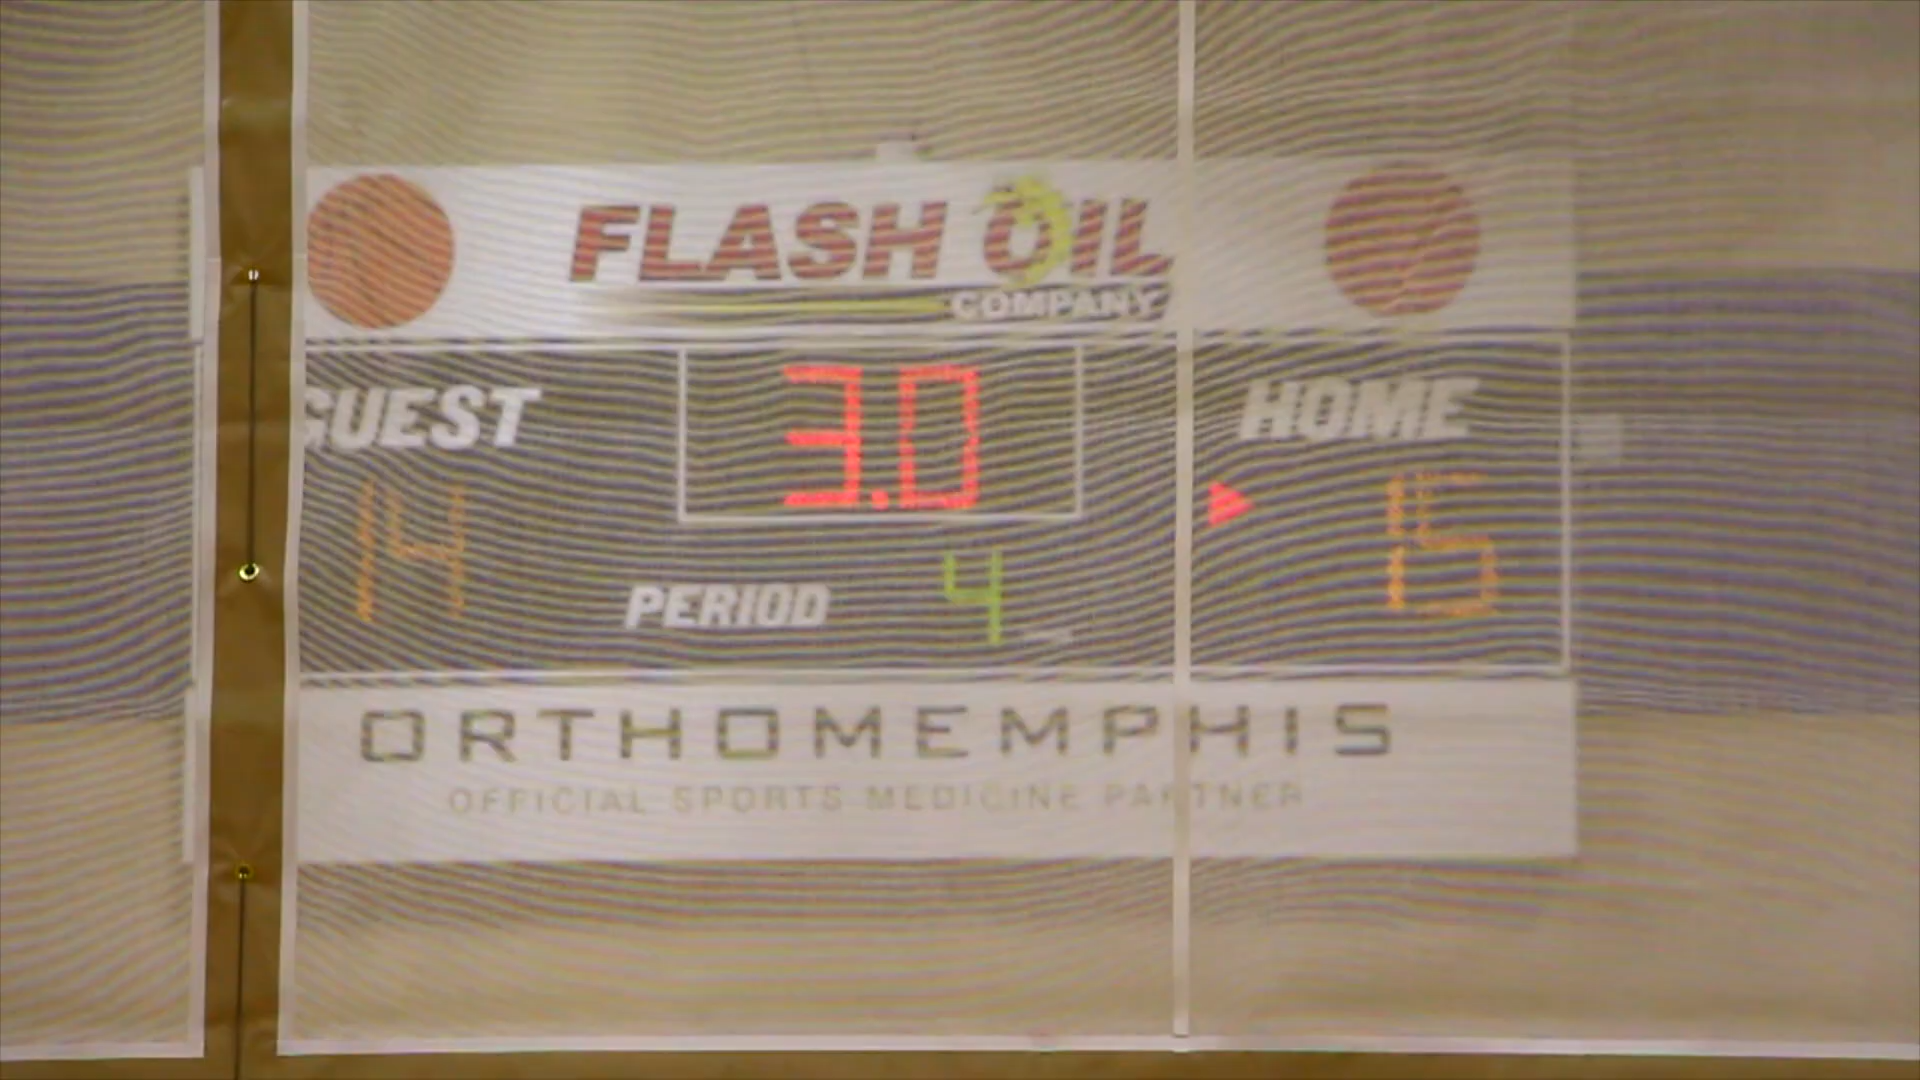 FLASH OIL
COMPANY
GUEST
3.0
HOME
14
15
PERIOD 4
ORTHOMEMPHIS
OFFICIAL SPORTS MEDICINE PARTNER